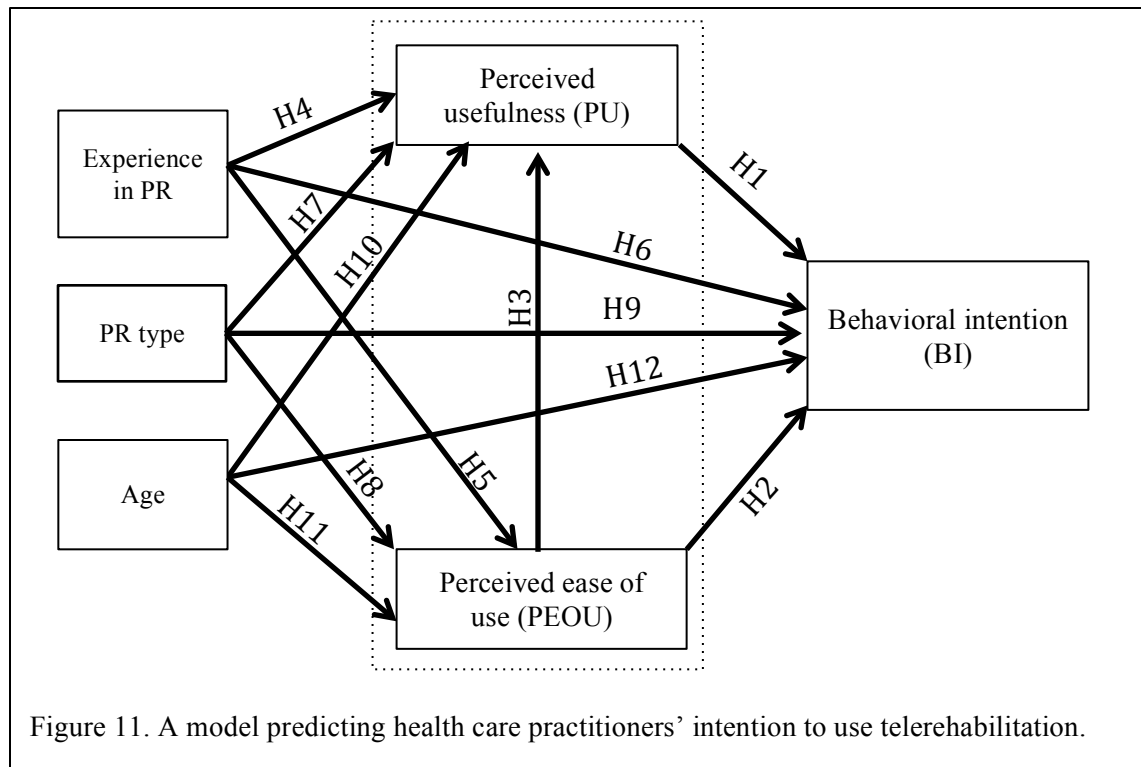 Perceived
usefulness (PU)
H4
Experience
in PR
H1
H7
H10
H6
H3
PR type
H9
Behavioral intention
(BI)
H12
Age
H8
H5
H2
H11
Perceived ease of
use (PEOU)
Figure 11. A model predicting health care practitioners’ intention to use telerehabilitation.